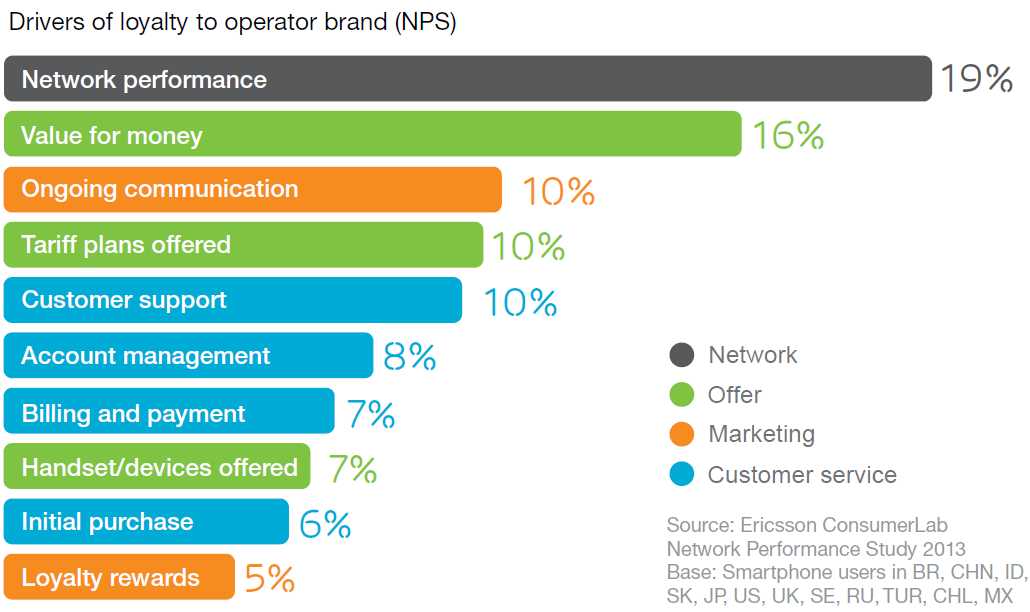 Drivers of loyalty to operator brand (NPS)
Network performance 19%
Value for money 16%
Ongoing communication 10%
Tariff plans offered 10%
Customer support 10%
Account management 8%
Billing and payment 7%
Handset/devices offered 7%
Initial purchase 6%
Loyalty rewards 5%
Network
Offer
Marketing
Customer service
Source: Ericsson ConsumerLab
Network Performance Study 2013
Base: Smartphone users in BR, CHN, ID,
SK, JP, US, UK, SE, RU, TUR, CHL, MX